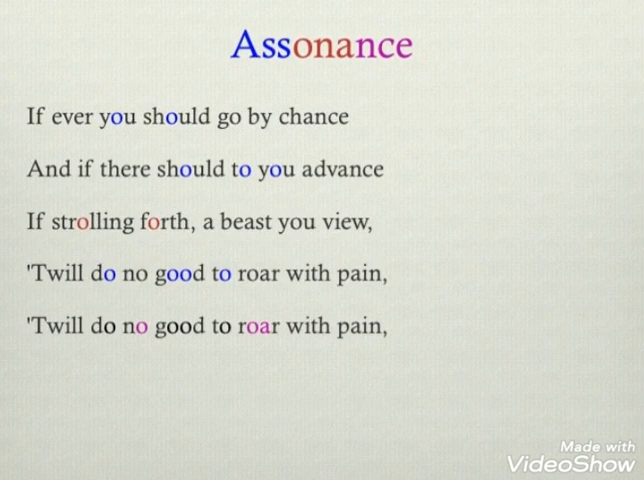 Assonance
If ever you should go by chance
And if there should to you advance
If strolling forth, a beast you view,
'Twill do no good to roar with pain,
'Twill do no good to roar with pain,
Made with
VideoShow